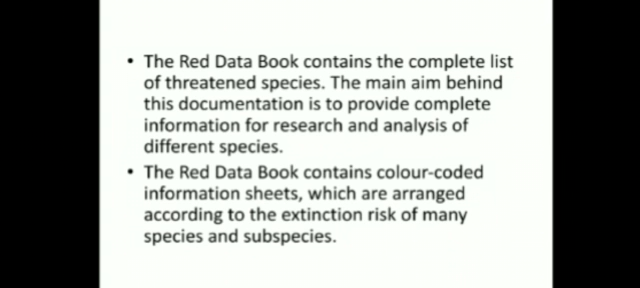 • The Red Data Book contains the complete list
of threatened species. The main aim behind
this documentation is to provide complete
information for research and analysis of
different species.
• The Red Data Book contains colour-coded
information sheets, which are arranged
according to the extinction risk of many
species and subspecies.